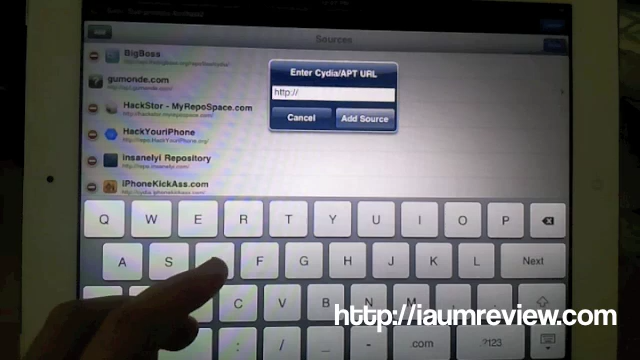 Sources
BigBoss
gumonde.com
HackStor - MyRepoSpace.com
HackYouriPhone
insanelyi Repository
iPhoneKickAss.com
Enter Cydia/APT URL
http://
Cancel Add Source
Q W E R T Y U I O P
A S F G H J K L Next
C V B N M
: / - .com ?123
http://iaumreview.com